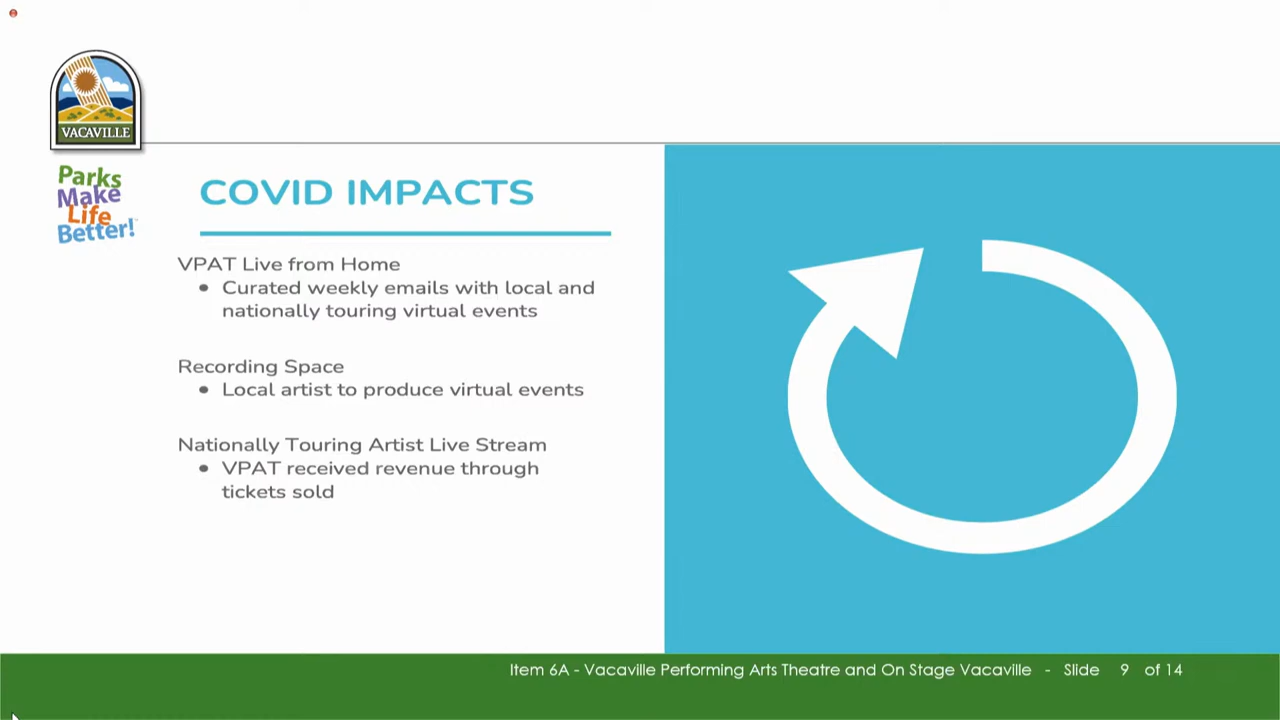 VACAVILLE
Parks
Make
Life
Better!
COVID IMPACTS
VPAT Live from Home
• Curated weekly emails with local and
nationally touring virtual events
Recording Space
• Local artist to produce virtual events
Nationally Touring Artist Live Stream
• VPAT received revenue through
tickets sold
Item 6A - Vacaville Performing Arts Theatre and On Stage Vacaville - Slide 9 of 14